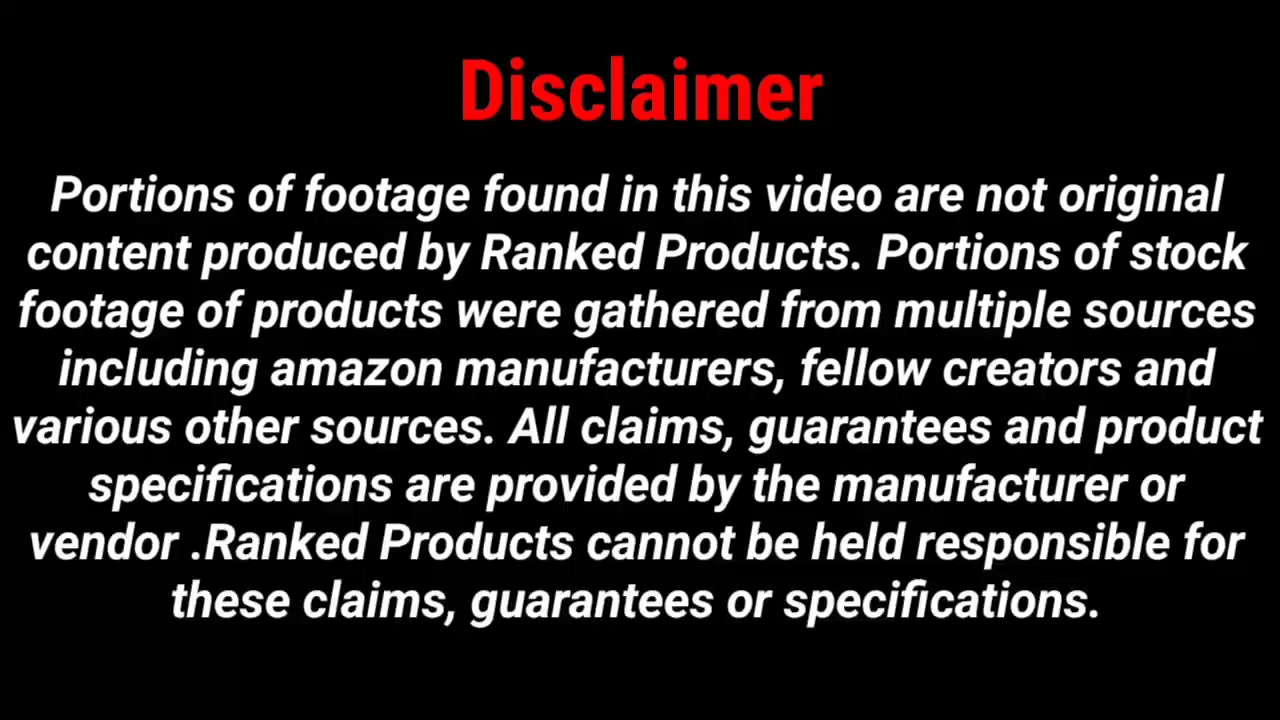 Disclaimer
Portions of footage found in this video are not original
content produced by Ranked Products. Portions of stock
footage of products were gathered from multiple sources
including amazon manufacturers, fellow creators and
various other sources. All claims, guarantees and product
specifications are provided by the manufacturer or
vendor .Ranked Products cannot be held responsible for
these claims, guarantees or specifications.